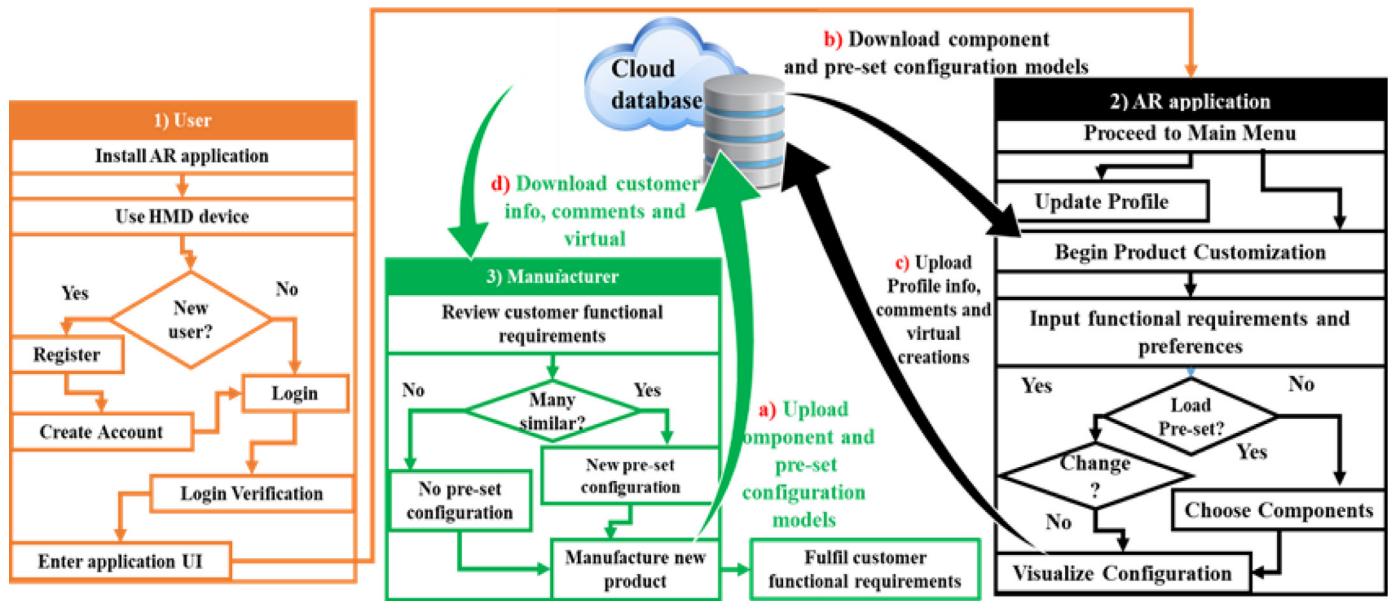 Cloud
database
b) Download component
and pre-set configuration models
1) User
Install AR application
Use HMD device
Yes
No
New
user?
Register
Login
Create Account
Login Verification
Enter application UI
d) Download customer
info, comments and
virtual
3) Manufacturer
Review customer functional
requirements
No
Yes
Many
similar?
New pre-set
configuration
No pre-set
configuration
Manufacture new
product
Fulfil customer
functional requirements
a) Upload
omponent and
pre-set
configuration
models
c) Upload
Profile info,
comments and
virtual
creations
2) AR application
Proceed to Main Menu
Update Profile
Begin Product Customization
Input functional requirements and
preferences
Yes
No
Load
Pre-set?
Yes
Change
?
No
Choose Components
Visualize Configuration